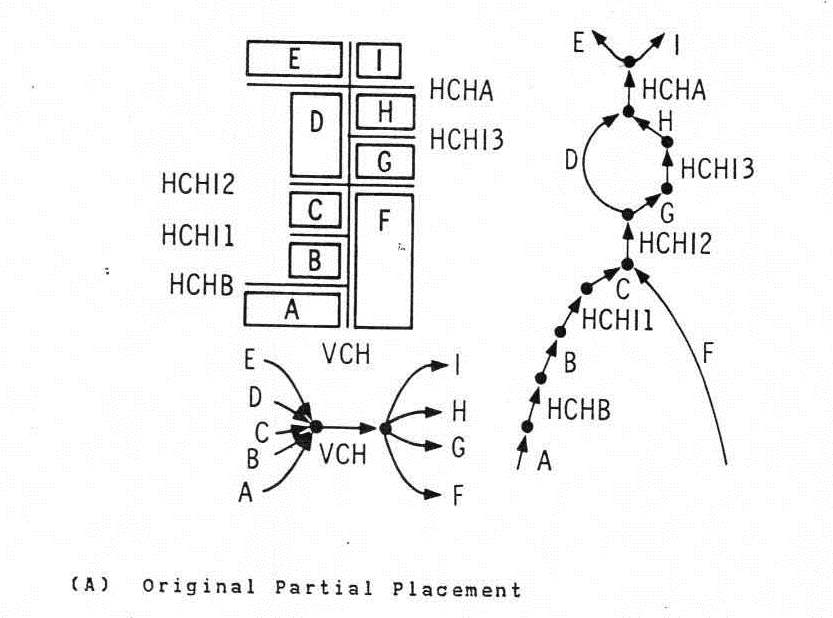 E I
HCHA
D H
HCHI3
G
HCHI2
C F
HCHI1
B
HCHB
A
VCH
E I
HCHA
H
D
HCHI3
G
HCHI2
C
HCHI1
F
B
HCHB
A
E I
D
H
C
VCH G
B
A F
(A) Original Partial Placement